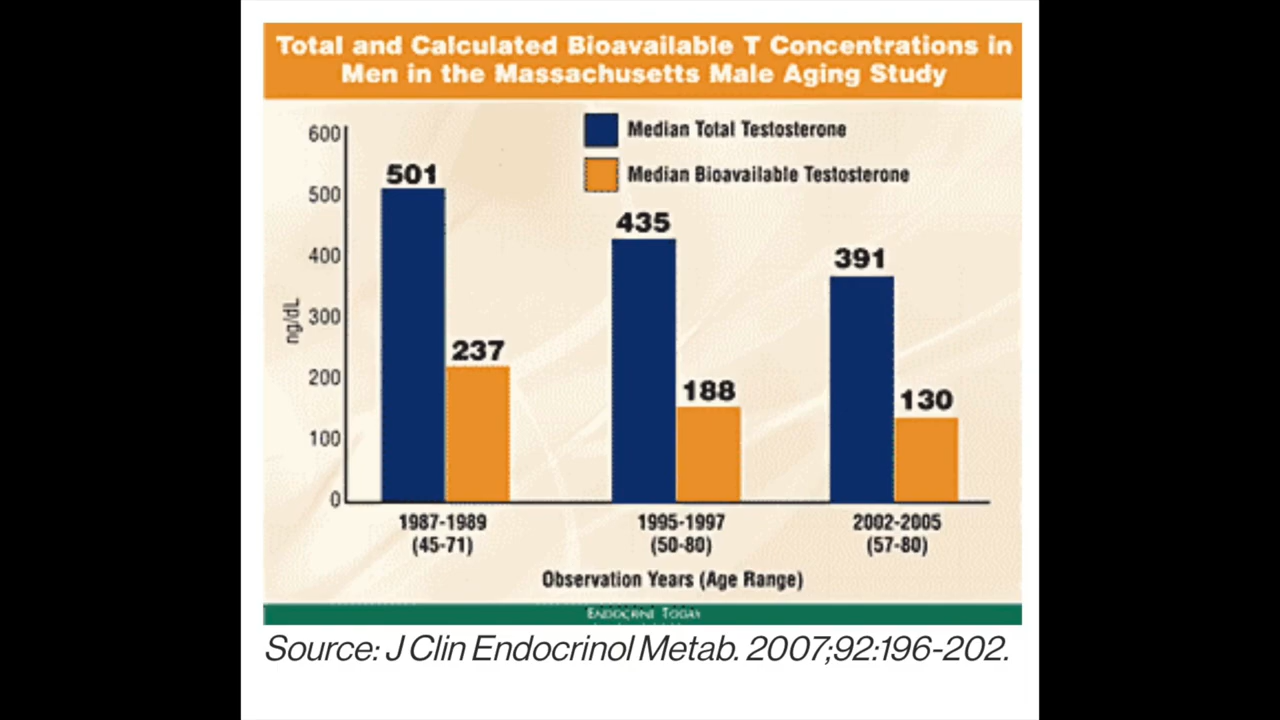 Total and Calculated Bioavailable T Concentrations in
Men in the Massachusetts Male Aging Study
Median Total Testosterone
Median Bioavailable Testosterone
ng/dL
600
500
400
300
200
100
0
501
237
435
188
391
130
1987-1989
(45-71)
1995-1997
(50-80)
2002-2005
(57-80)
Observation Years (Age Range)
ENDOCRINE TODAY
Source: J Clin Endocrinol Metab. 2007;92:196-202.